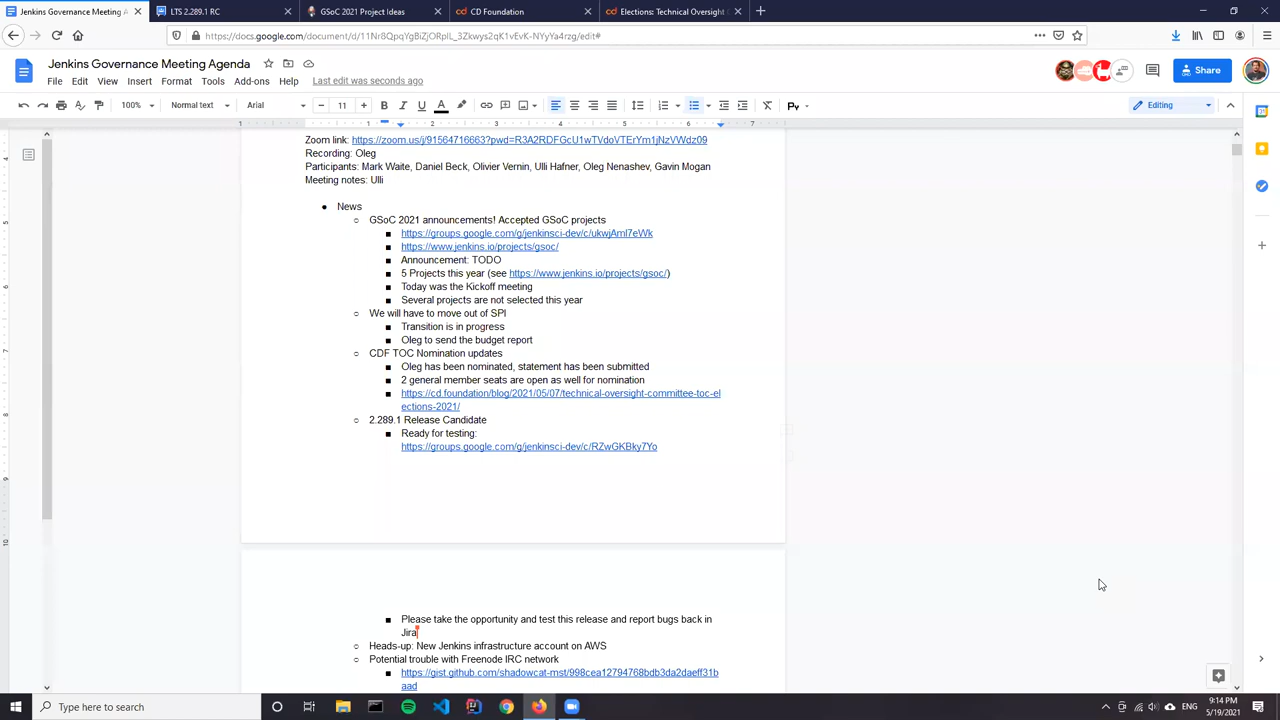 Jenkins Governance Meeting A
LTS 2.289.1 RC
GSoC 2021 Project Ideas
CD Foundation
Elections: Technical Oversight
https://docs.google.com/document/d/11Nr8QpqYgBiZjORplL_3Zkwys2qK1vEvK-NYyYa4rzg/edit#
Jenkins Governance Meeting Agenda
Share
File Edit View Insert Format Tools Add-ons Help Last edit was seconds ago
100% Normal text Arial 11 Editing
1 1 2 3 4 5 6 7
Zoom link: https://zoom.us/j/91564716663?pwd=R3A2RDFGcU1wTVdoVTErYm1jNzVWdz09
Recording: Oleg
Participants: Mark Waite, Daniel Beck, Olivier Vernin, Ulli Hafner, Oleg Nenashev, Gavin Mogan
Meeting notes: Ulli
● News
○ GSoC 2021 announcements! Accepted GSoC projects
■ https://groups.google.com/g/jenkinsci-dev/c/ukwjAml7eWk
■ https://www.jenkins.io/projects/gsoc/
■ Announcement: TODO
■ 5 Projects this year (see https://www.jenkins.io/projects/gsoc/)
■ Today was the Kickoff meeting
■ Several projects are not selected this year
○ We will have to move out of SPI
■ Transition is in progress
■ Oleg to send the budget report
○ CDF TOC Nomination updates
■ Oleg has been nominated, statement has been submitted
■ 2 general member seats are open as well for nomination
■ https://cd.foundation/blog/2021/05/07/technical-oversight-committee-toc-el
ections-2021/
○ 2.289.1 Release Candidate
■ Ready for testing:
https://groups.google.com/g/jenkinsci-dev/c/RZwGKBky7Yo
■ Please take the opportunity and test this release and report bugs back in
Jira
○ Heads-up: New Jenkins infrastructure account on AWS
○ Potential trouble with Freenode IRC network
■ https://gist.github.com/shadowcat-mst/998cea12794768bdb3da2daeff31b
aad
Type here to search
ENG
9:14 PM
5/19/2021